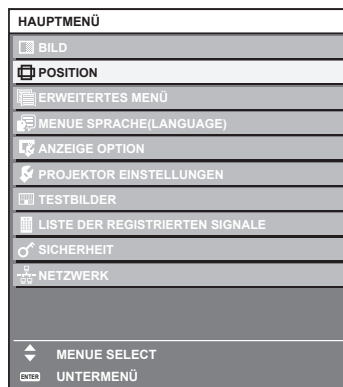 HAUPTMENÜ
BILD
POSITION
ERWEITERTES MENÜ
MENUE SPRACHE(LANGUAGE)
ANZEIGE OPTION
PROJEKTOR EINSTELLUNGEN
TESTBILDER
LISTE DER REGISTRIERTEN SIGNALE
SICHERHEIT
NETZWERK
MENUE SELECT
ENTER UNTERMENÜ